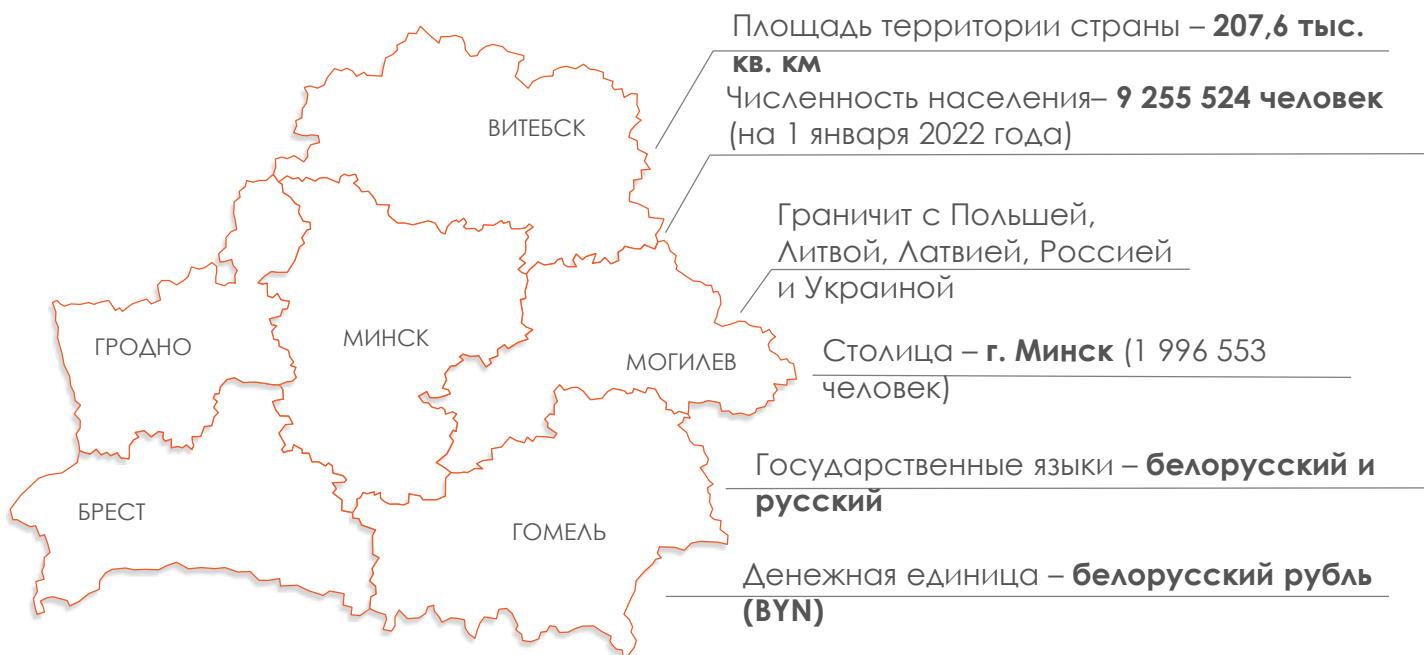 Площадь территории страны – 207,6 тыс.
кв. км
Численность населения– 9 255 524 человек
(на 1 января 2022 года)
ВИТЕБСК
Граничит с Польшей,
Литвой, Латвией, Россией
и Украиной
ГРОДНО
МИНСК
МОГИЛЕВ
Столица – г. Минск (1 996 553
человек)
Государственные языки – белорусский и
русский
БРЕСТ
ГОМЕЛЬ
Денежная единица – белорусский рубль
(BYN)